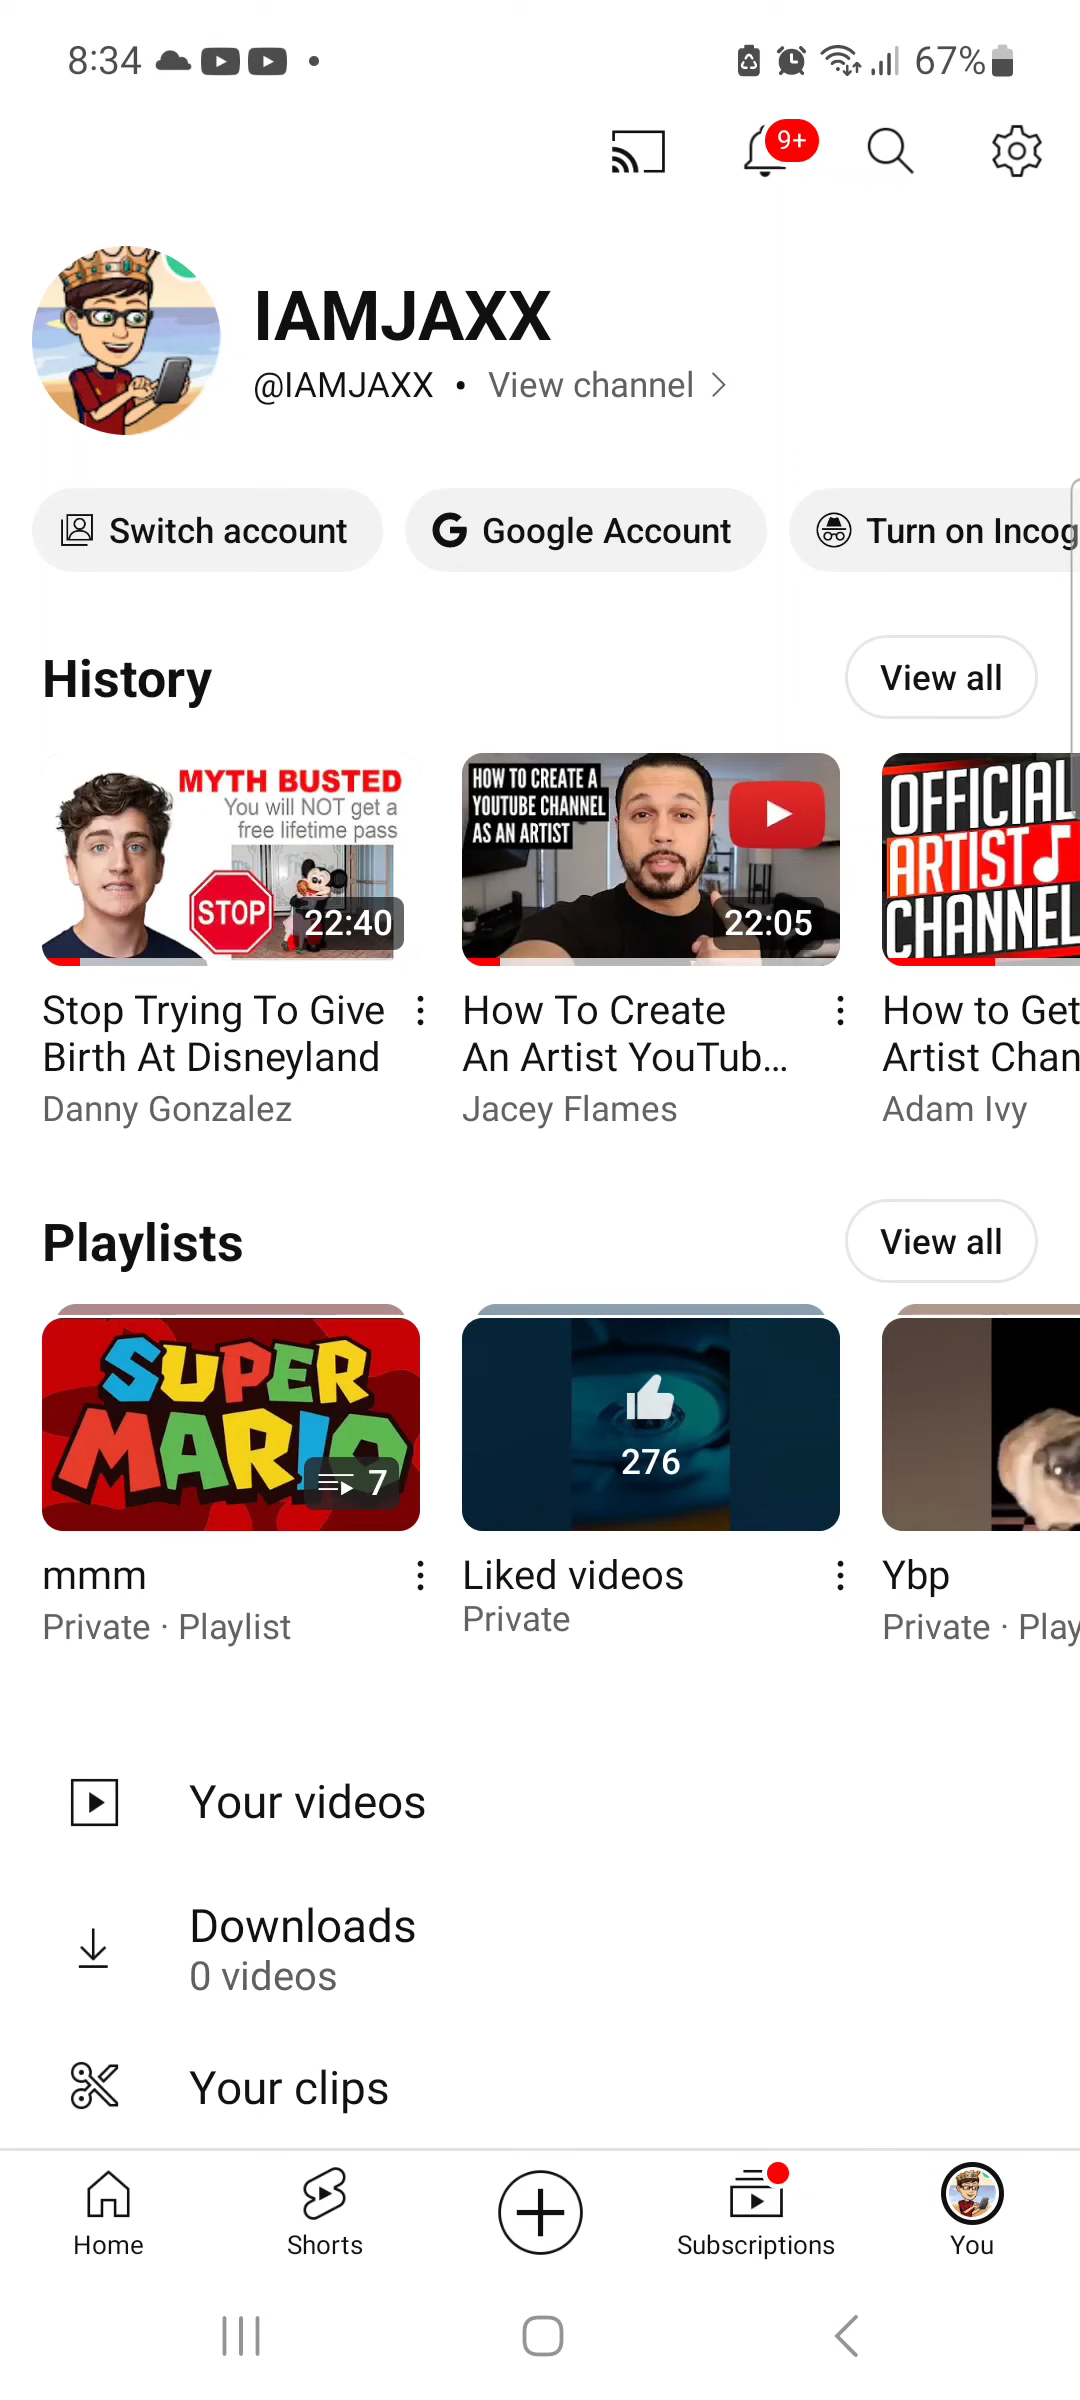 8:34
67%
9+
IAMJAXX
@IAMJAXX • View channel
Switch account
Google Account
Turn on Incog
History
View all
MYTH BUSTED
You will NOT get a
free lifetime pass
STOP
22:40
HOW TO CREATE A
YOUTUBE CHANNEL
AS AN ARTIST
22:05
OFFICIAL
ARTIST
CHANNEL
Stop Trying To Give
Birth At Disneyland
Danny Gonzalez
How To Create
An Artist YouTub...
Jacey Flames
How to Get
Artist Chan
Adam Ivy
Playlists
View all
SUPER
MARIO
7
276
mmm
Private · Playlist
Liked videos
Private
Ybp
Private · Play
Your videos
Downloads
0 videos
Your clips
Home
Shorts
Subscriptions
You